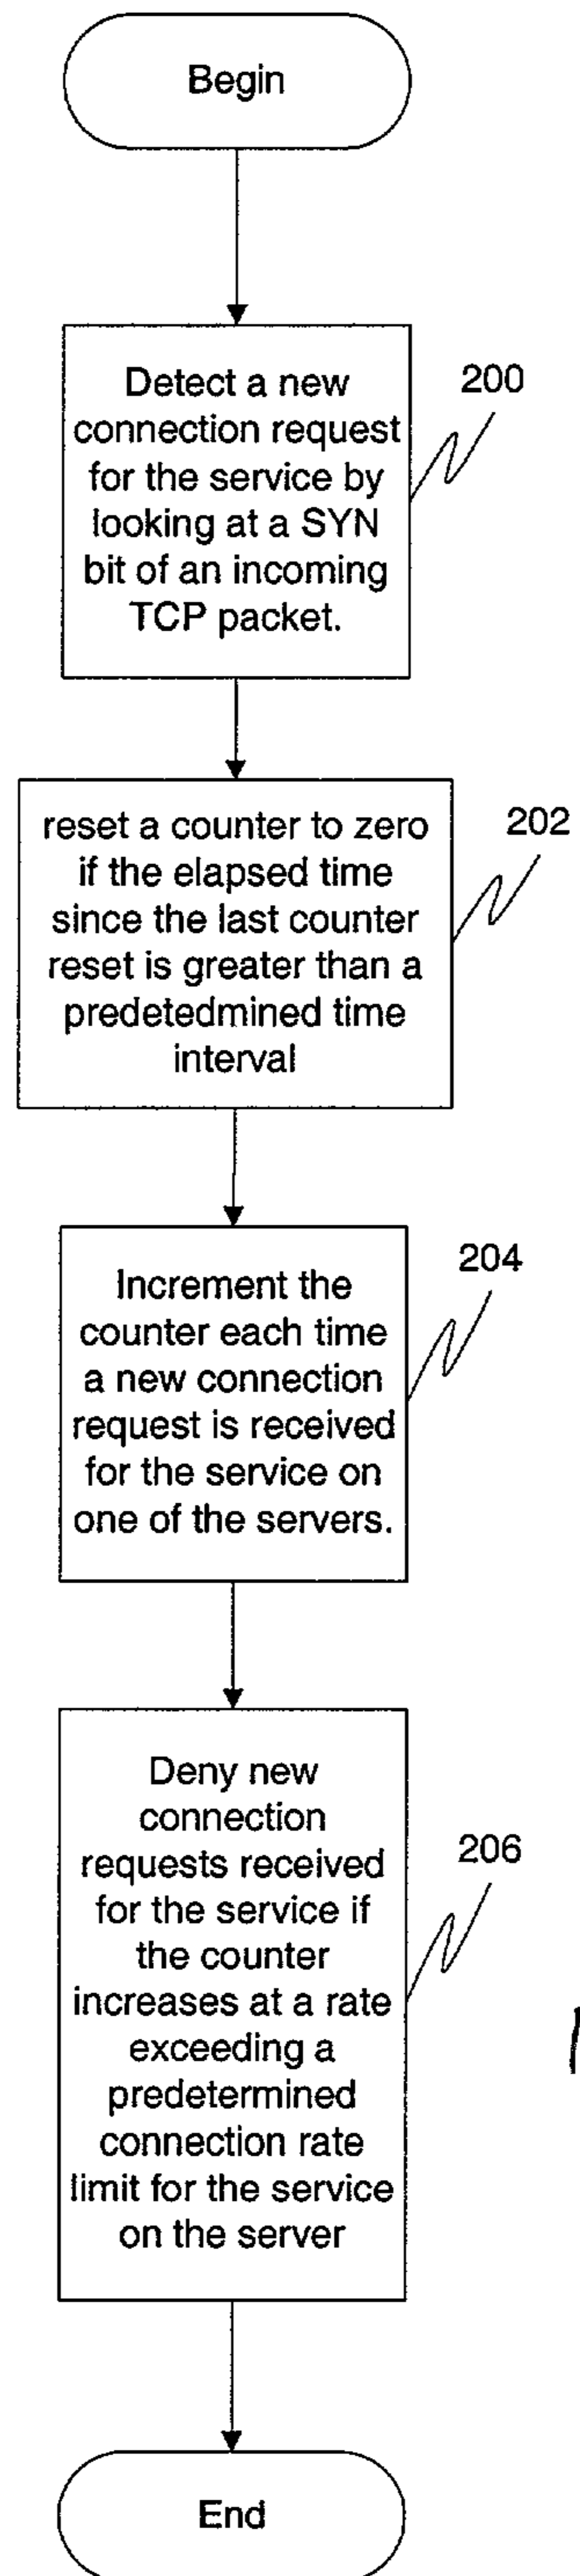 Begin
Detect a new
connection request
for the service by
looking at a SYN
bit of an incoming
TCP packet.
200
reset a counter to zero
if the elapsed time
since the last counter
reset is greater than a
predetedmined time
interval
202
Increment the
counter each time
a new connection
request is received
for the service on
one of the servers.
204
Deny new
connection
requests received
for the service if
the counter
increases at a rate
exceeding a
predetermined
connection rate
limit for the service
on the server
206
End